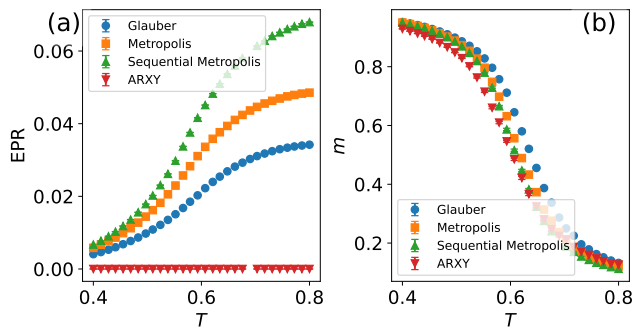 (a)
Glauber
Metropolis
Sequential Metropolis
ARXY
EPR
0.06
0.04
0.02
0.00
0.4
0.6
0.8
T
(b)
m
0.8
0.6
0.4
0.2
Glauber
Metropolis
Sequential Metropolis
ARXY
0.4
0.6
0.8
T